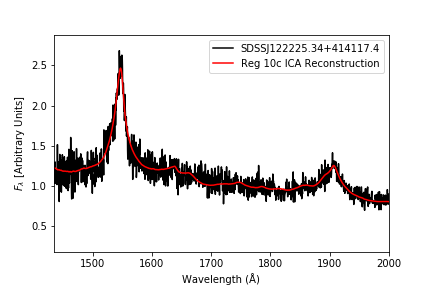 SDSSJ122225.34+414117.4
Reg 10c ICA Reconstruction
2.5
2.0
1.5
1.0
0.5
Fλ [Arbitrary Units]
1500 1600 1700 1800 1900 2000
Wavelength (Å)